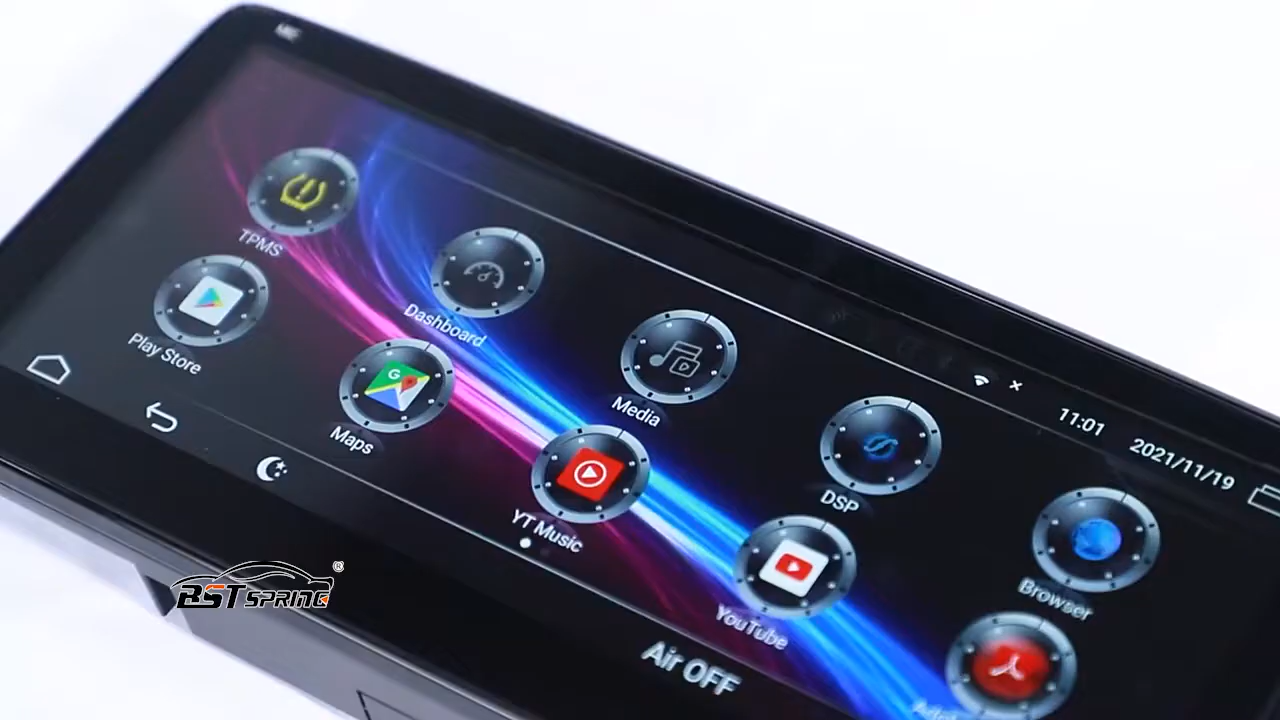 MIC
TPMS
Dashboard
Media
DSP
Browser
Play Store
Maps
G
YT Music
YouTube
11:01
2021/11/19
Air OFF
BST SPRING®